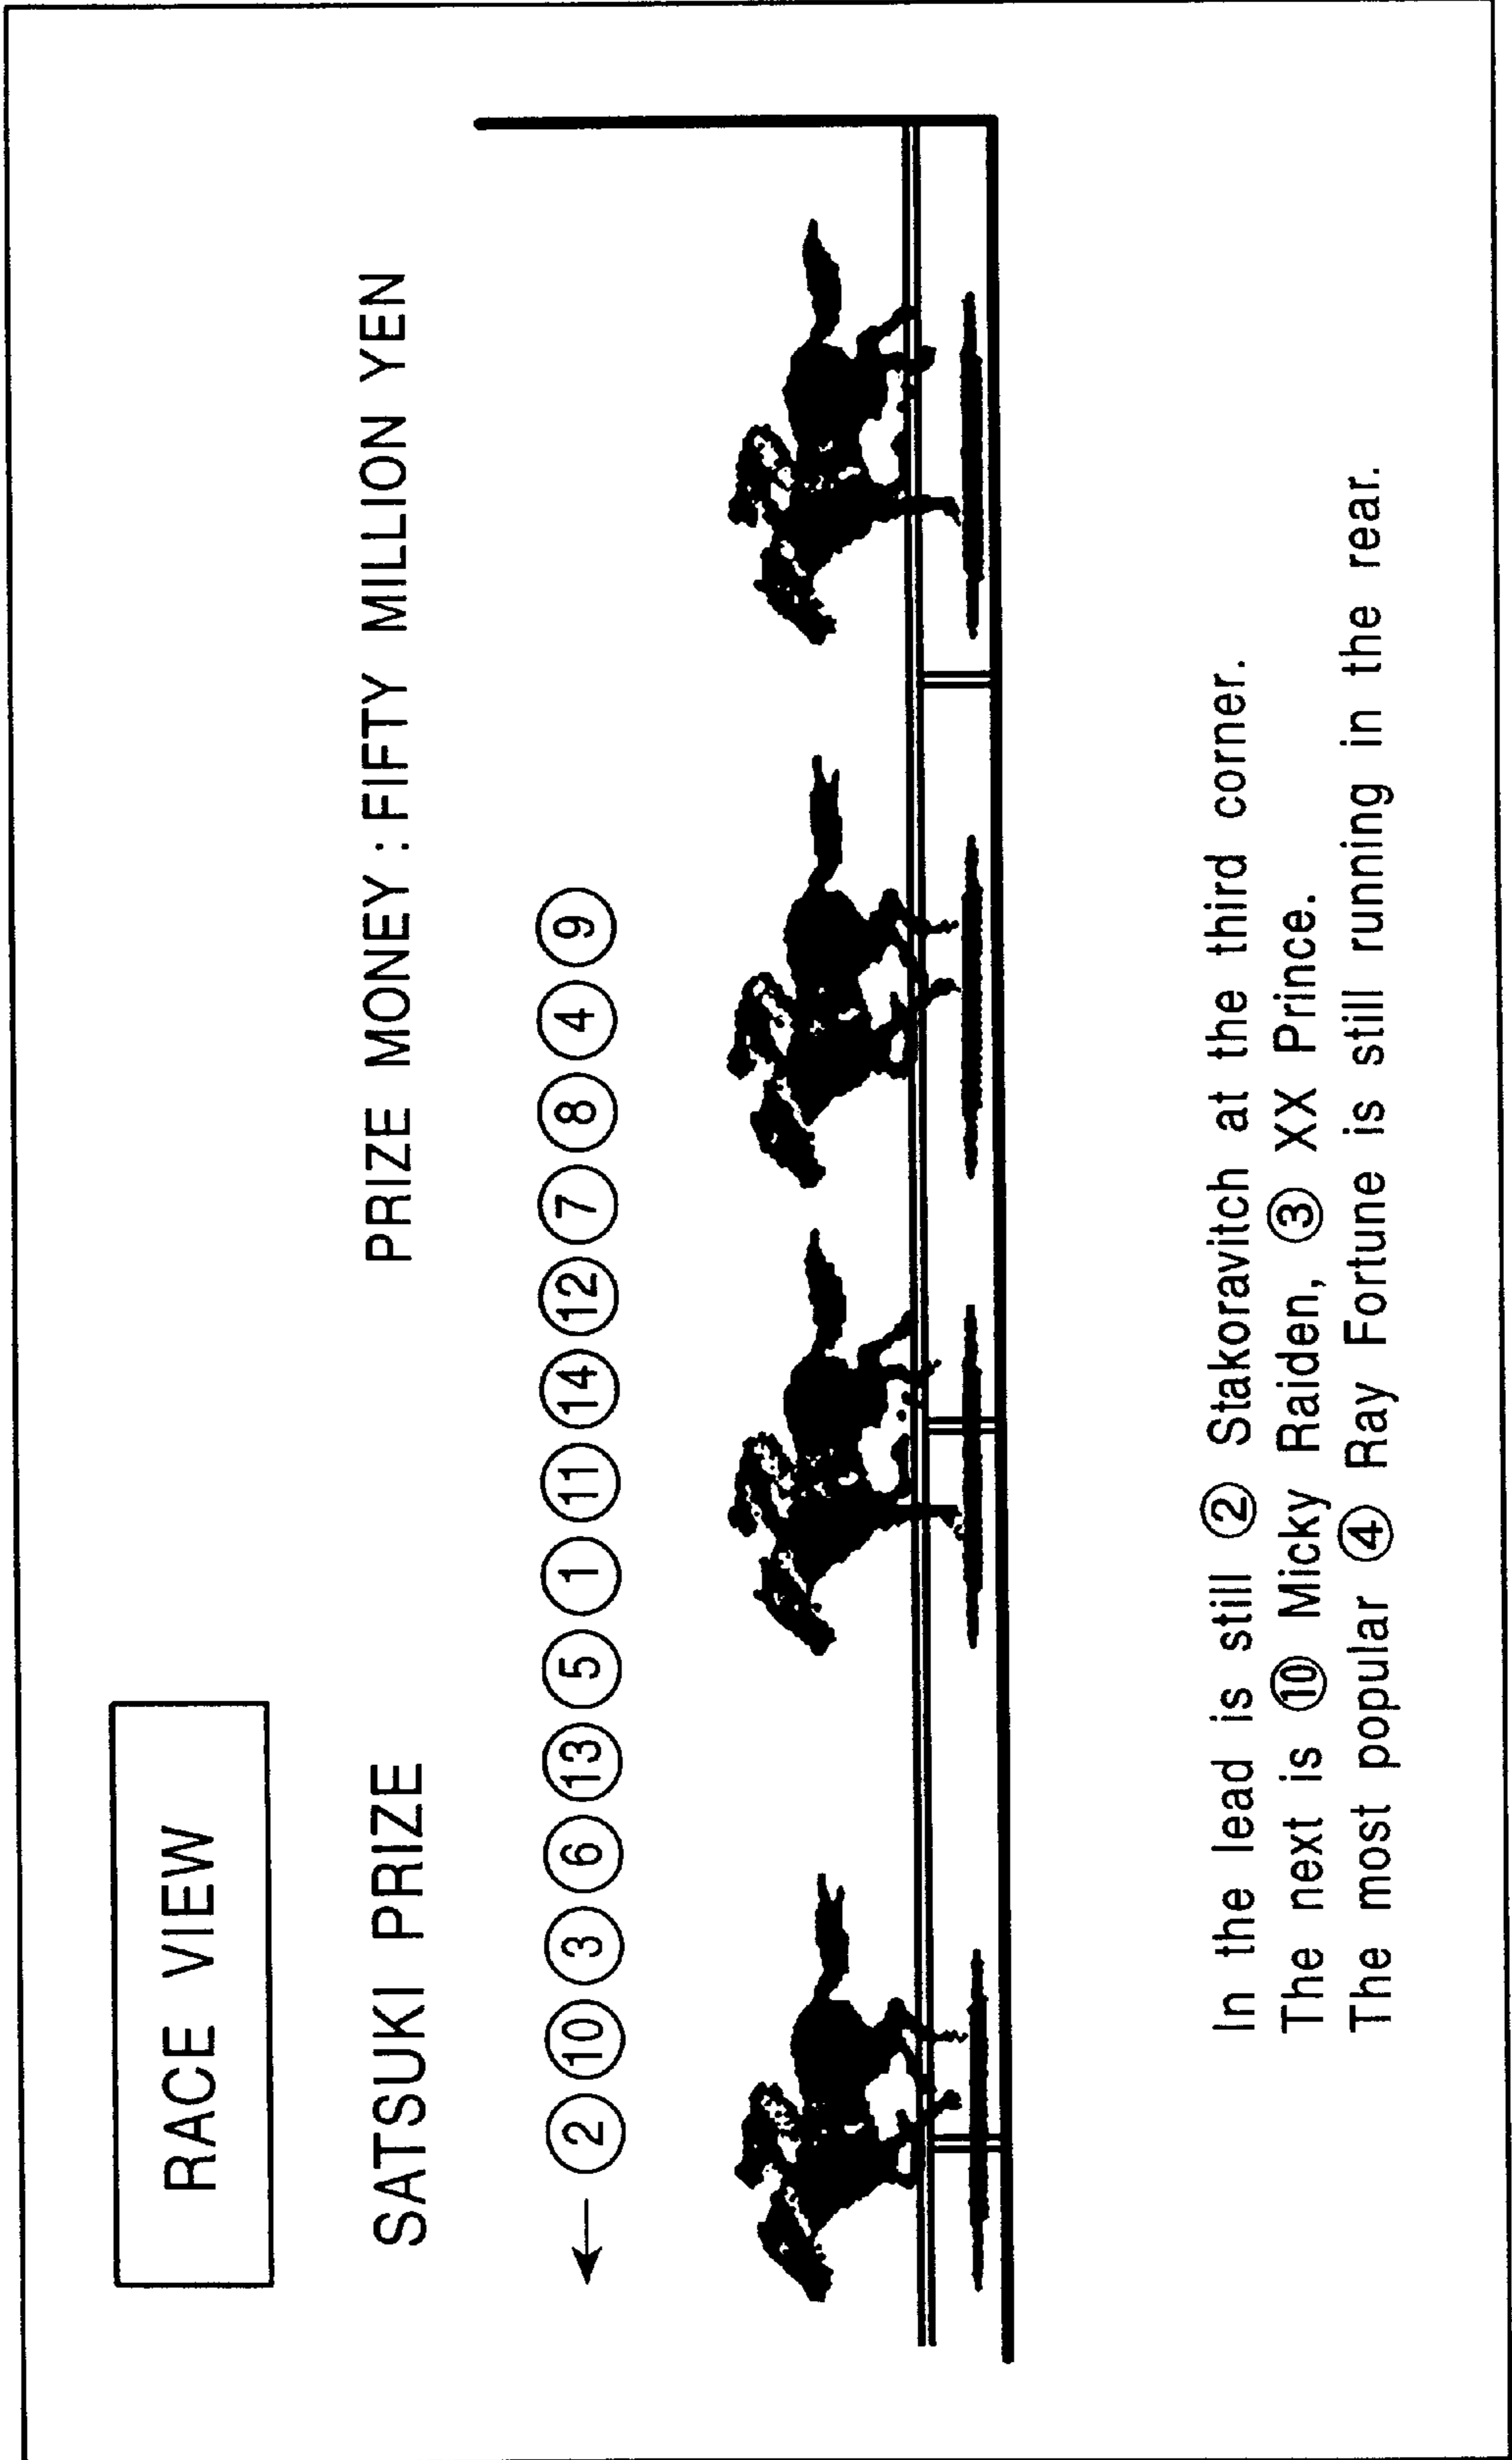 RACE VIEW
SATSUKI PRIZE
PRIZE MONEY : FIFTY MILLION YEN
← ② ⑩ ③ ⑥ ⑬ ⑤ ① ⑪ ⑭ ⑫ ⑦ ⑧ ④ ⑨
In the lead is still ② Stakoravitch at the third corner.
The next is ⑩ Micky Raiden, ③ XX Prince.
The most popular ④ Ray Fortune is still running in the rear.